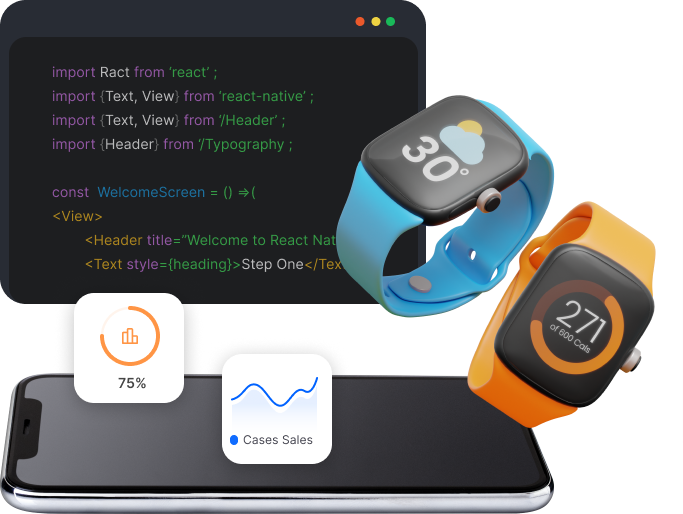 import Ract from ‘react’ ;
import {Text, View} from ‘react-native’ ;
import {Text, View} from ‘/Header’ ;
import {Header} from ‘/Typography ;
const WelcomeScreen = () =>(
<View>
<Header title=“Welcome to React Nat
<Text style={heading}>Step One</Tex
30°
271
of 600 Cals
75%
Cases Sales